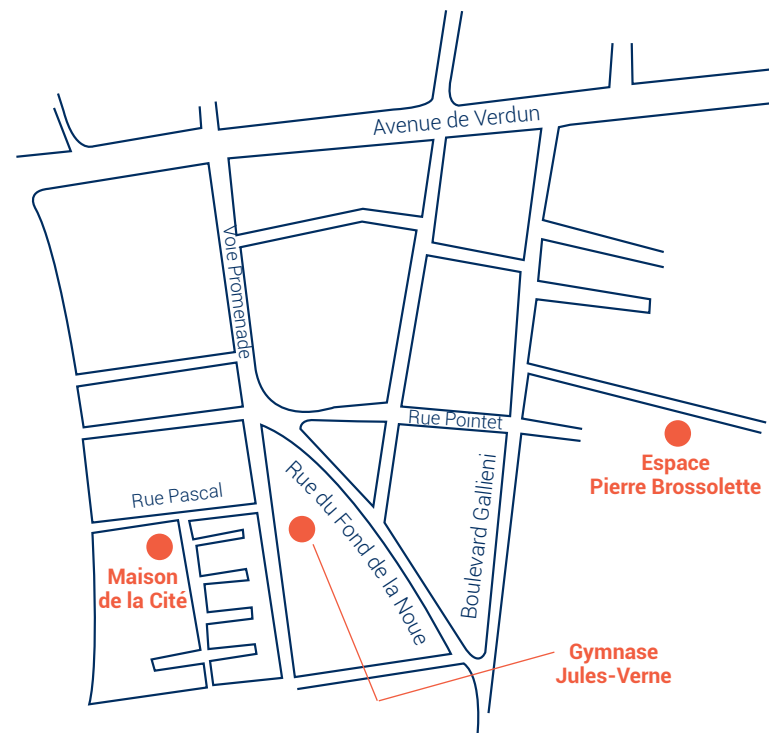 Avenue de Verdun
Voie Promenade
Rue Pointet
Espace
Pierre Brossolette
Rue Pascal
Rue du Fond de la Noue
Boulevard Gallieni
Maison
de la Cité
Gymnase
Jules-Verne